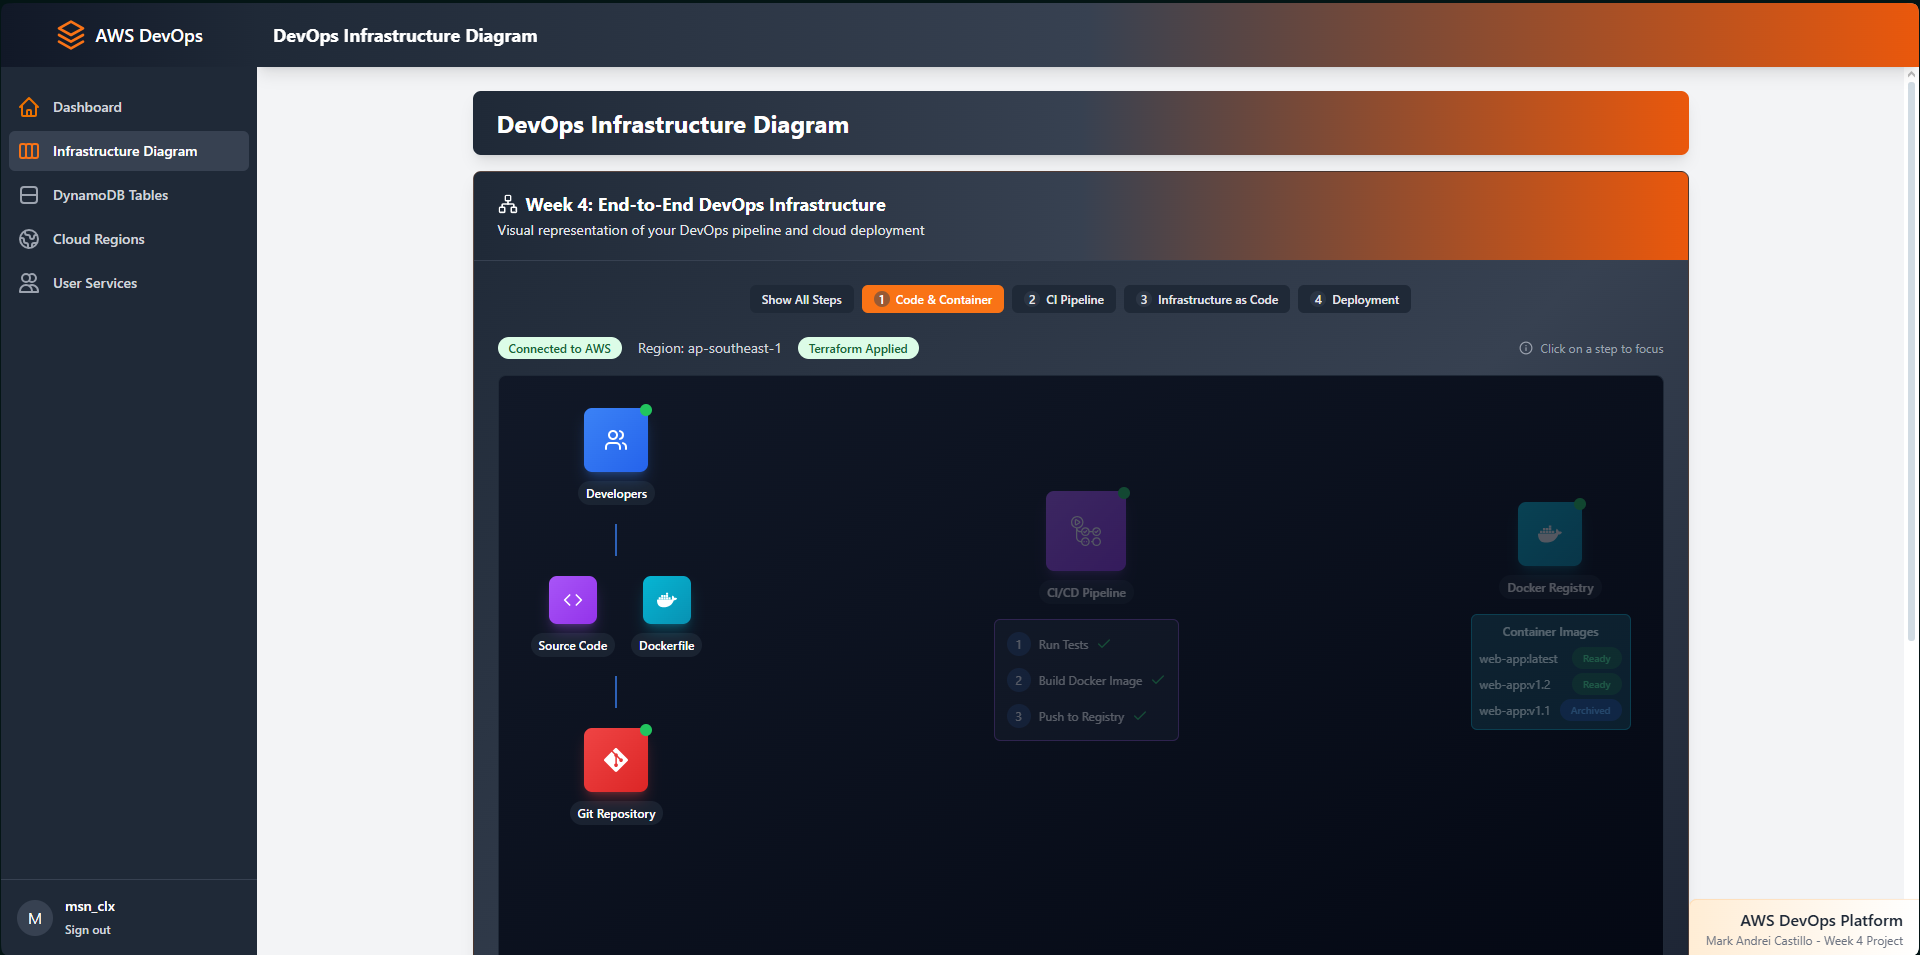 AWS DevOps
DevOps Infrastructure Diagram
Dashboard
Infrastructure Diagram
DynamoDB Tables
Cloud Regions
User Services
msn_clx
M
Sign out
DevOps Infrastructure Diagram
Week 4: End-to-End DevOps Infrastructure
Visual representation of your DevOps pipeline and cloud deployment
Show All Steps
1 Code & Container
2 CI Pipeline
3 Infrastructure as Code
4 Deployment
Connected to AWS
Region: ap-southeast-1
Terraform Applied
Click on a step to focus
Developers
Source Code
Dockerfile
Git Repository
CI/CD Pipeline
1 Run Tests
2 Build Docker Image
3 Push to Registry
Docker Registry
Container Images
web-app:latest Ready
web-app:v1.2 Ready
web-app:v1.1 Archived
AWS DevOps Platform
Mark Andrei Castillo - Week 4 Project